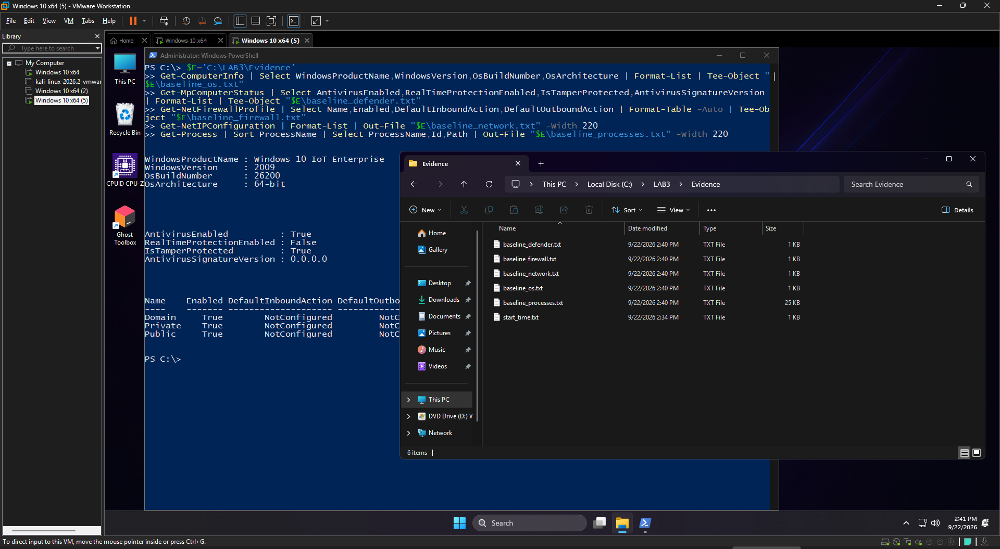 Windows 10 x64 (5) - VMware Workstation
File Edit View VM Tabs Help
Library
Type here to search
My Computer
Windows 10 x64
kali-linux-2026.2-vmwar
Windows 10 x64 (2)
Windows 10 x64 (5)
Home
Windows 10 x64
Windows 10 x64 (5)
This PC
Recycle Bin
CPUID CPU-Z
Ghost
Toolbox
Administrator: Windows PowerShell
PS C:\> $E='C:\LAB3\Evidence'
>> Get-ComputerInfo | Select WindowsProductName,WindowsVersion,OsBuildNumber,OsArchitecture | Format-List | Tee-Object "
$E\baseline_os.txt"
>> Get-MpComputerStatus | Select AntivirusEnabled,RealTimeProtectionEnabled,IsTamperProtected,AntivirusSignatureVersion
| Format-List | Tee-Object "$E\baseline_defender.txt"
>> Get-NetFirewallProfile | Select Name,Enabled,DefaultInboundAction,DefaultOutboundAction | Format-Table -Auto | Tee-Ob
ject "$E\baseline_firewall.txt"
>> Get-NetIPConfiguration | Format-List | Out-File "$E\baseline_network.txt" -Width 220
>> Get-Process | Sort ProcessName | Select ProcessName,Id,Path | Out-File "$E\baseline_processes.txt" -Width 220
WindowsProductName : Windows 10 IoT Enterprise
WindowsVersion : 2009
OsBuildNumber : 26200
OsArchitecture : 64-bit
AntivirusEnabled : True
RealTimeProtectionEnabled : False
IsTamperProtected : True
AntivirusSignatureVersion : 0.0.0.0
Name Enabled DefaultInboundAction DefaultOutbo
---- ------- -------------------- ------------
Domain True NotConfigured NotC
Private True NotConfigured NotC
Public True NotConfigured NotC
PS C:\>
Evidence
This PC > Local Disk (C:) > LAB3 > Evidence
Search Evidence
New
Sort
View
Details
Home
Gallery
Desktop
Downloads
Documents
Pictures
Music
Videos
This PC
DVD Drive (D:) V
Network
Name Date modified Type Size
baseline_defender.txt 9/22/2026 2:40 PM TXT File 1 KB
baseline_firewall.txt 9/22/2026 2:40 PM TXT File 1 KB
baseline_network.txt 9/22/2026 2:40 PM TXT File 1 KB
baseline_os.txt 9/22/2026 2:40 PM TXT File 1 KB
baseline_processes.txt 9/22/2026 2:40 PM TXT File 25 KB
start_time.txt 9/22/2026 2:34 PM TXT File 1 KB
6 items
Search
2:41 PM
9/22/2026
To direct input to this VM, move the mouse pointer inside or press Ctrl+G.